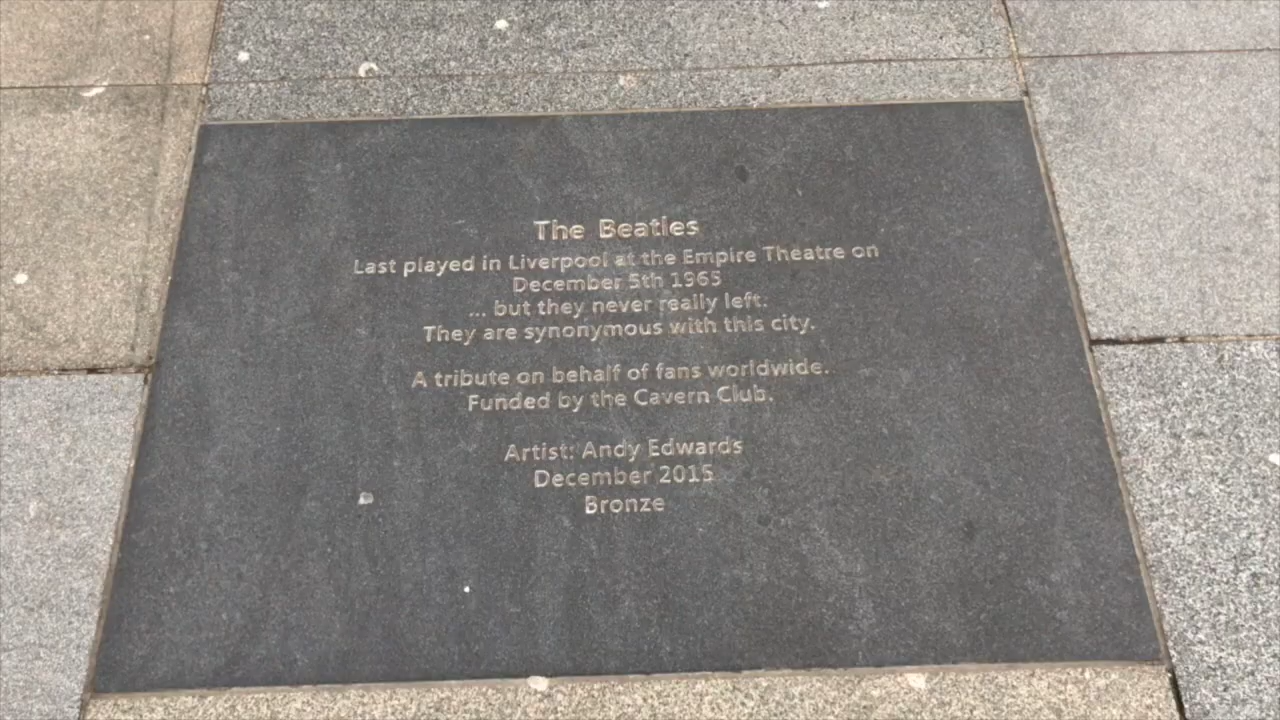 The Beatles
Last played in Liverpool at the Empire Theatre on
December 5th 1965
... but they never really left.
They are synonymous with this city.
A tribute on behalf of fans worldwide.
Funded by the Cavern Club.
Artist: Andy Edwards
December 2015
Bronze